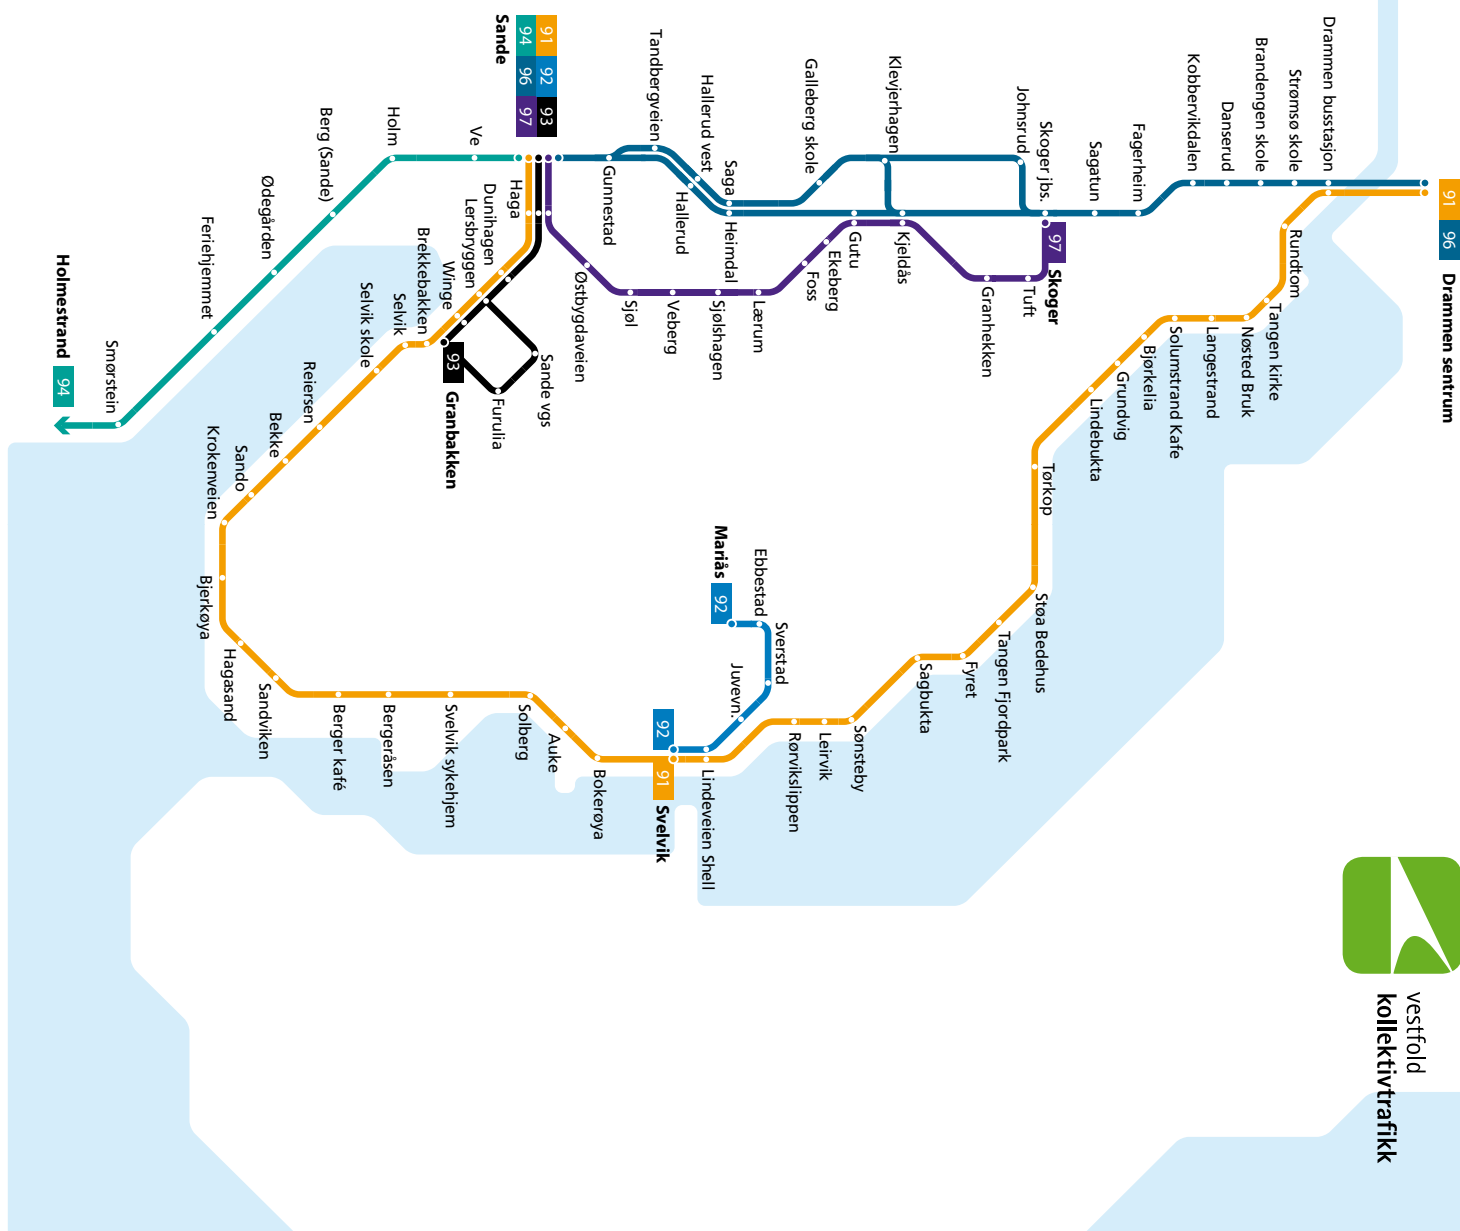 Drammen sentrum
91
96
Drammen busstasjon
Strømsø skole
Brandengen skole
Danserud
Kobbervikdalen
Fagerheim
Sagatun
Skoger jbs.
Johnsrud
Klevjerhagen
Galleberg skole
Saga
Hallerud vest
Tandbergveien
Heimdal
Hallerud
Gunnestad
Sande
91
92
93
94
96
97
97
Skoger
Tuft
Granhekken
Kjeldås
Gutu
Ekeberg
Foss
Lærum
Sjølshagen
Veberg
Sjøl
Østbygdaveien
Ve
Holm
Berg (Sande)
Ødegården
Feriehjemmet
Smørstein
Holmestrand
94
Haga
Dunihagen
Lersbryggen
Winge
Brekkebakken
Selvik
Selvik skole
Reiersen
Bekke
Sando
Krokenveien
Bjerkøya
Hagasand
Sandviken
Berger kafé
Bergeråsen
Svelvik sykehjem
Solberg
Auke
Bokerøya
93
Granbakken
Furulia
Sande vgs
Mariås
92
Ebbestad
Sverstad
Juvevn.
92
91
Svelvik
Lindeveien Shell
Rørvikslippen
Leirvik
Sønsteby
Sagbukta
Fyret
Tangen Fjordpark
Støa Bedehus
Tørkop
Lindebukta
Grundvig
Bjørkelia
Solumstrand Kafe
Langestrand
Nøsted Bruk
Tangen kirke
Rundtom
vestfold
kollektivtrafikk